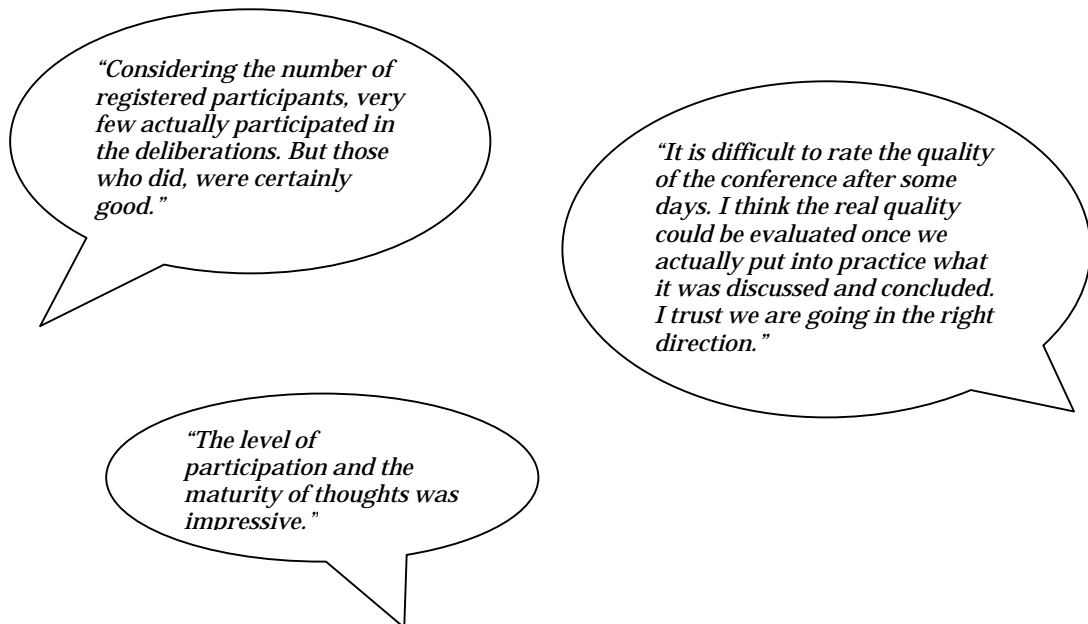 “Considering the number of
registered participants, very
few actually participated in
the deliberations. But those
who did, were certainly
good.”
“It is difficult to rate the quality
of the conference after some
days. I think the real quality
could be evaluated once we
actually put into practice what
it was discussed and concluded.
I trust we are going in the right
direction.”
“The level of
participation and the
maturity of thoughts was
impressive.”